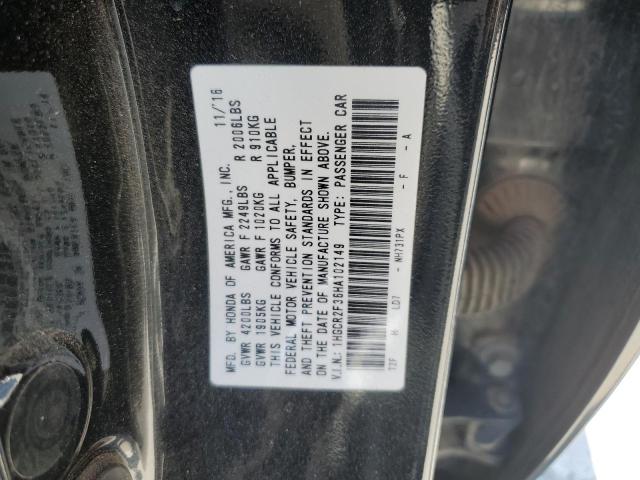 MFD. BY HONDA OF AMERICA MFG., INC. 11/'16
GVWR 4200LBS GAWR F 2249LBS R 2006LBS
GVWR 1905KG GAWR F 1020KG R 910KG
THIS VEHICLE CONFORMS TO ALL APPLICABLE
FEDERAL MOTOR VEHICLE SAFETY, BUMPER,
AND THEFT PREVENTION STANDARDS IN EFFECT
ON THE DATE OF MANUFACTURE SHOWN ABOVE.
V.I.N.: 1HGCR2F36HA102149 TYPE: PASSENGER CAR
T2F H LD7 - NH731PX - F - A